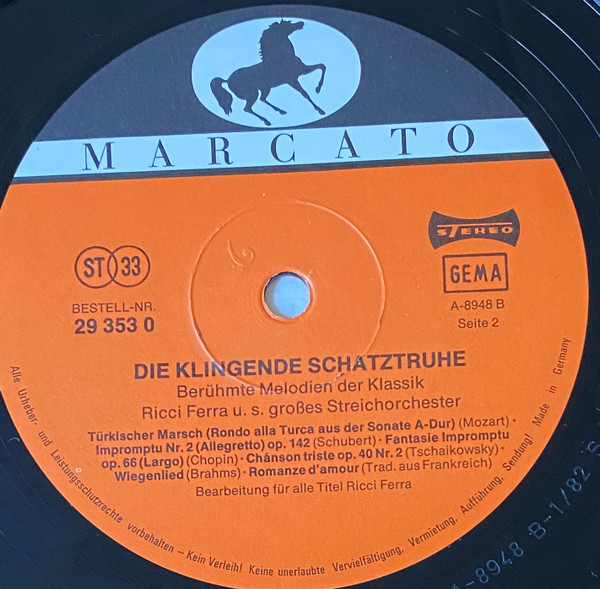 MARCATO
STEREO
ST 33
GEMA
BESTELL-NR.
29 353 0
A-8948 B
Seite 2
DIE KLINGENDE SCHATZTRUHE
Berühmte Melodien der Klassik
Ricci Ferra u. s. großes Streichorchester
Türkischer Marsch (Rondo alla Turca aus der Sonate A-Dur) (Mozart) ·
Impromptu Nr. 2 (Allegretto) op. 142 (Schubert) · Fantasie Impromptu
op. 66 (Largo) (Chopin) · Chánson triste op. 40 Nr. 2 (Tschaikowsky) ·
Wiegenlied (Brahms) · Romanze d'amour (Trad. aus Frankreich)
Bearbeitung für alle Titel Ricci Ferra
Alle Urheber- und Leistungsschutzrechte vorbehalten – Kein Verleih! Keine unerlaubte Vervielfältigung, Vermietung, Aufführung, Sendung! Made in Germany
A-8948 B-1/82 S